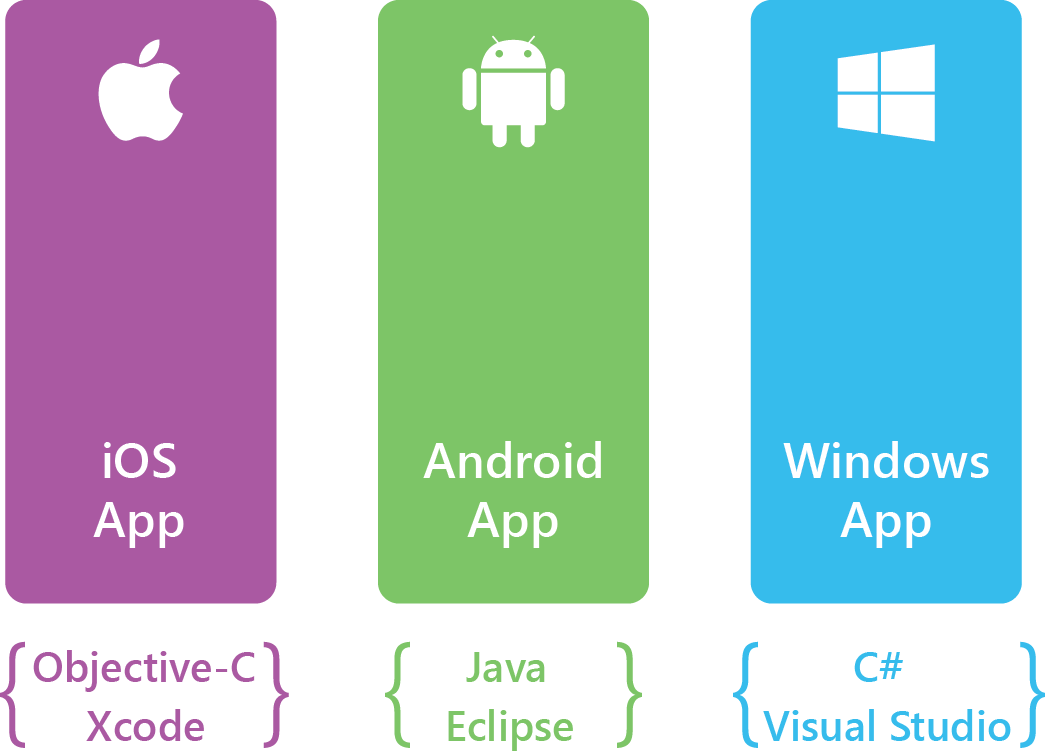 iOS
App
Android
App
Windows
App
{ Objective-C
Xcode }
{ Java
Eclipse }
{ C#
Visual Studio }